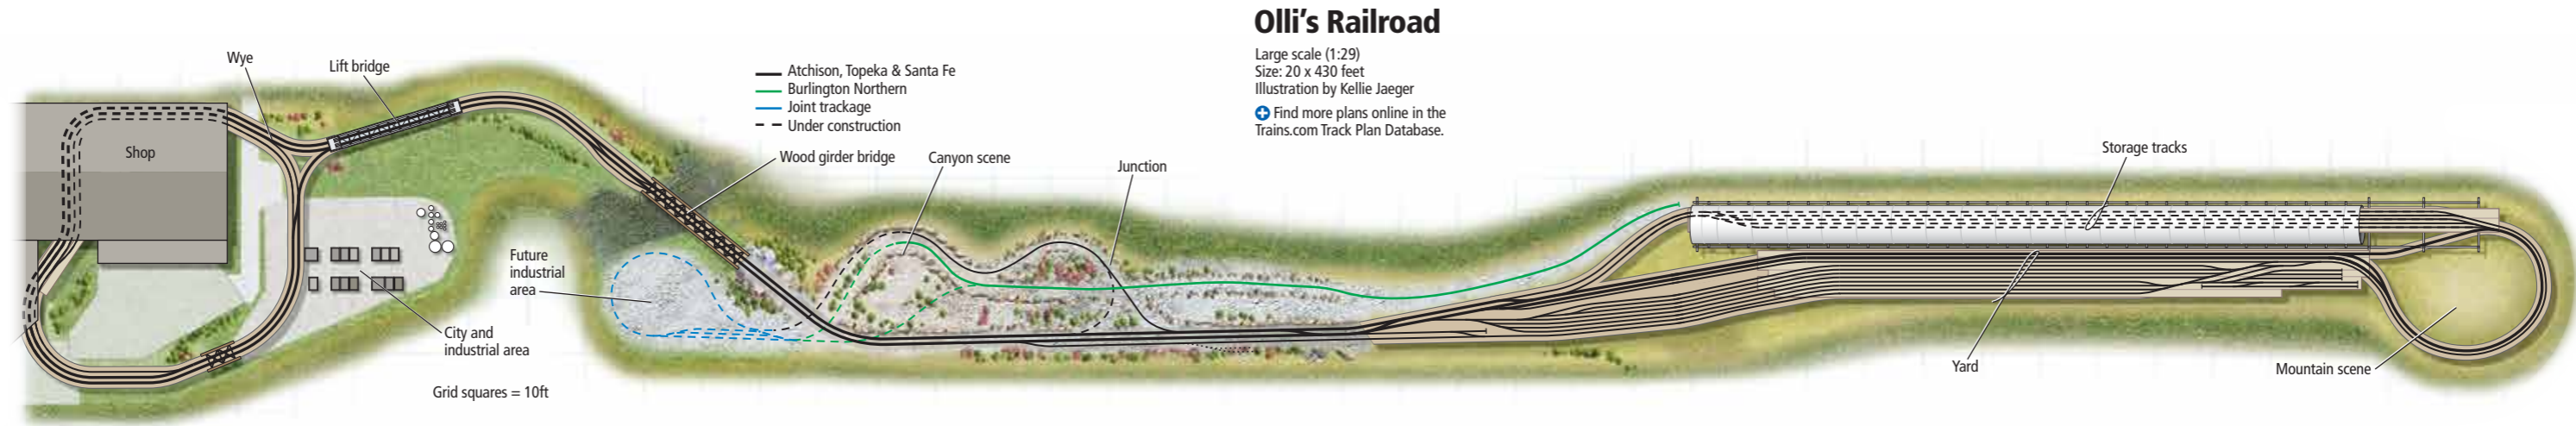 Olli's Railroad
Large scale (1:29)
Size: 20 x 430 feet
Illustration by Kellie Jaeger
Find more plans online in the
Trains.com Track Plan Database.
Wye
Lift bridge
Atchison, Topeka & Santa Fe
Burlington Northern
Joint trackage
Under construction
Shop
Wood girder bridge
Canyon scene
Junction
Storage tracks
Future
industrial
area
City and
industrial area
Grid squares = 10ft
Yard
Mountain scene